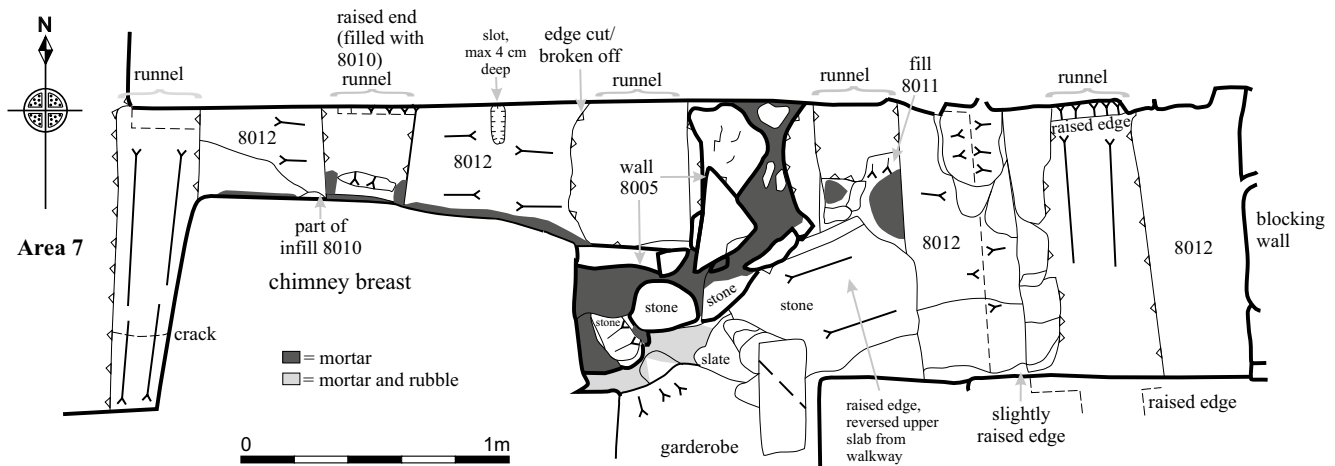 N
raised end
(filled with
8010)
runnel
slot,
max 4 cm
deep
edge cut/
broken off
runnel
runnel
runnel
fill
8011
runnel
raised edge
8012
8012
wall
8005
8012
8012
blocking
wall
Area 7
part of
infill 8010
chimney breast
crack
stone
stone
stone
stone
slate
= mortar
= mortar and rubble
raised edge,
reversed upper
slab from
walkway
slightly
raised edge
raised edge
garderobe
0
1m